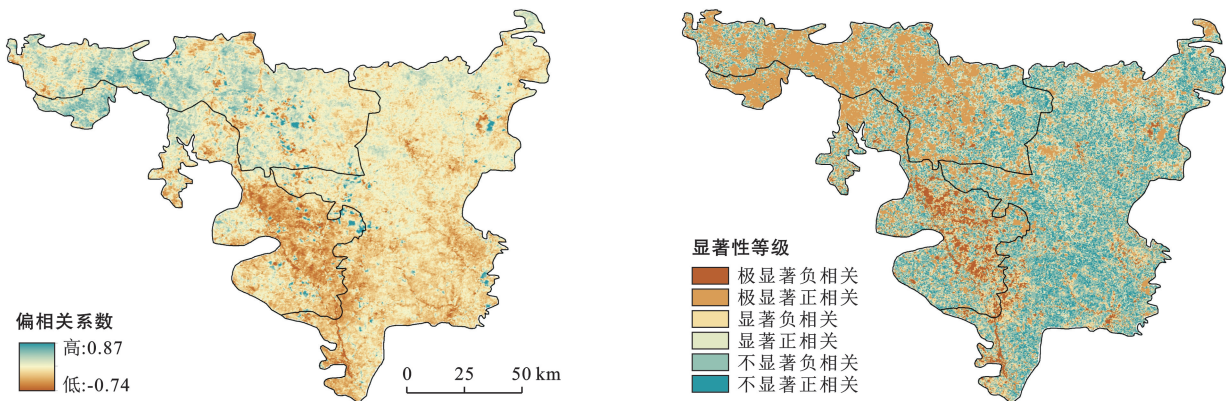 偏相关系数
高:0.87
低:-0.74
0 25 50 km
显著性等级
极显著负相关
极显著正相关
显著负相关
显著正相关
不显著负相关
不显著正相关